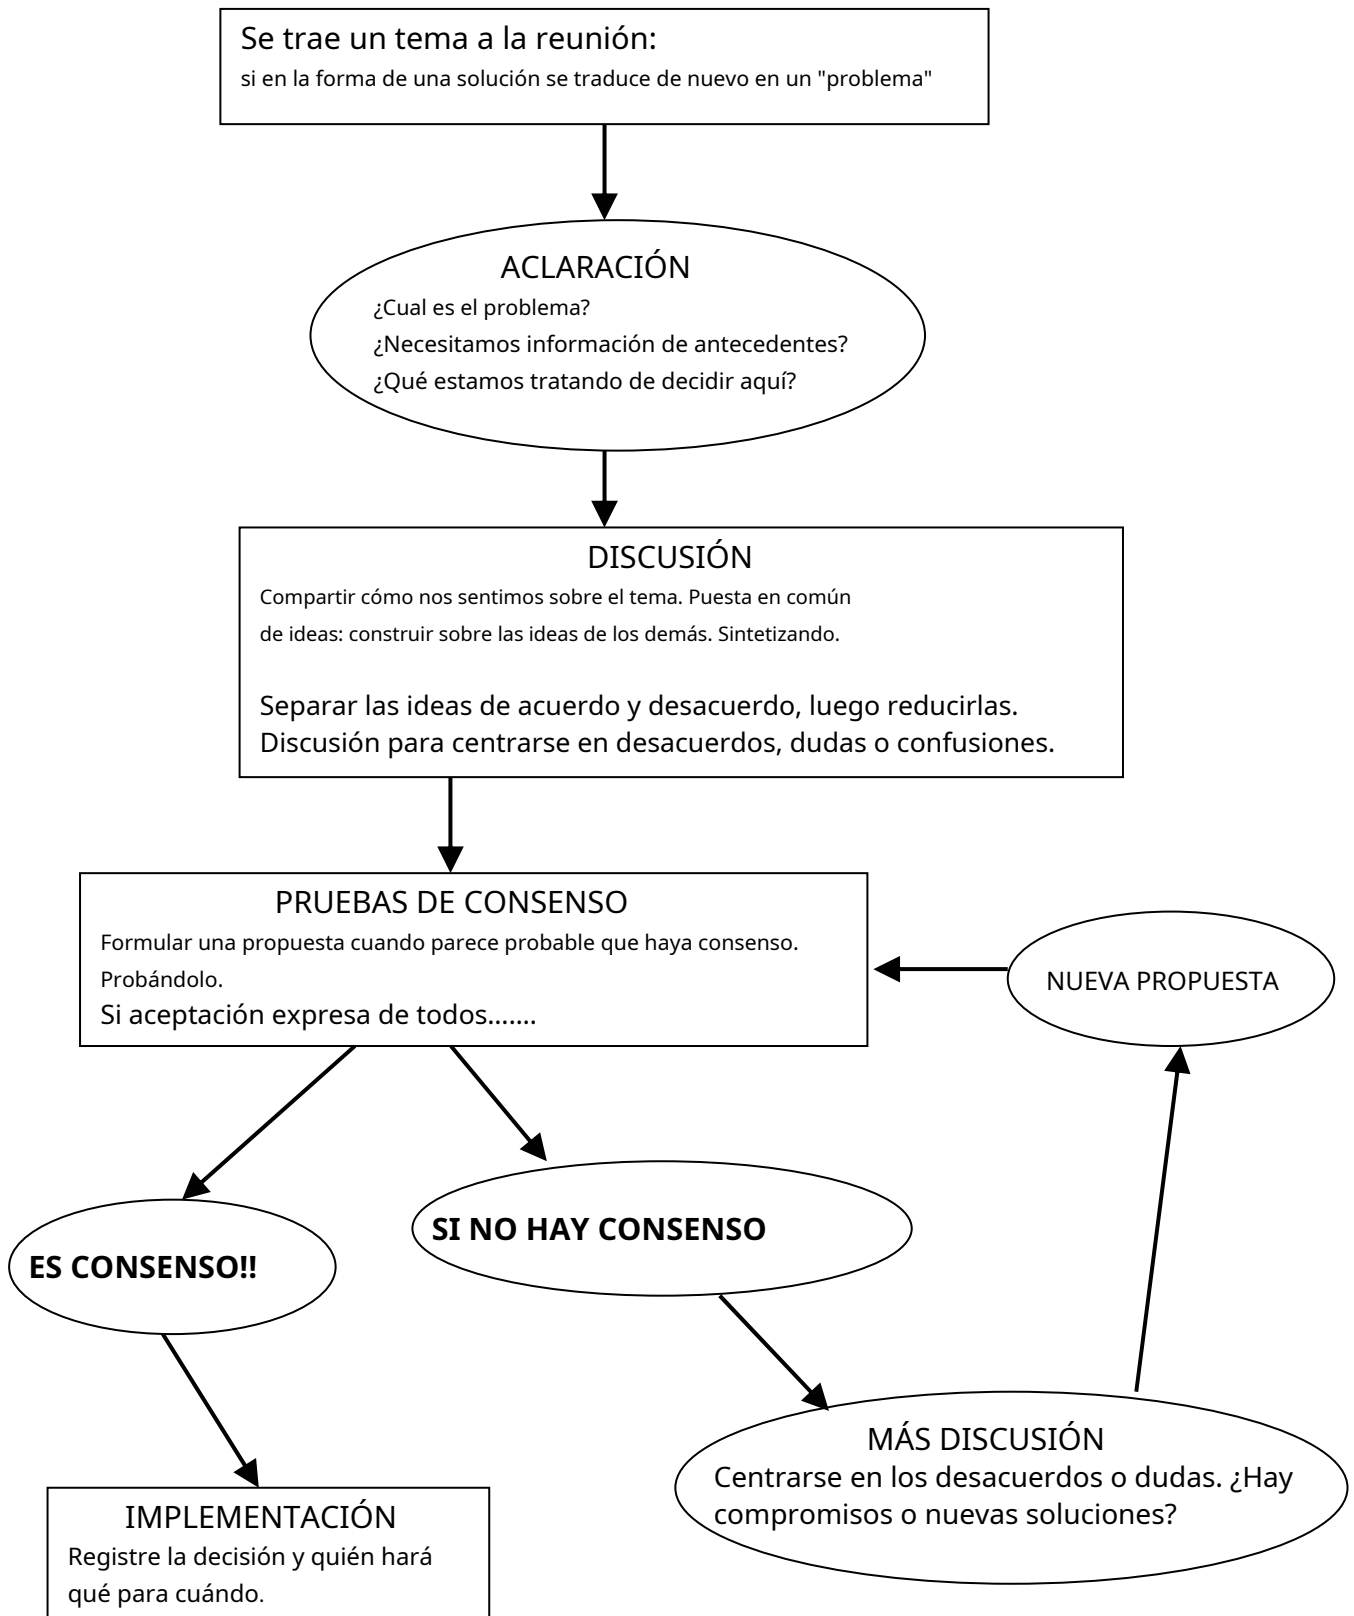 Se trae un tema a la reunión:
si en la forma de una solución se traduce de nuevo en un "problema"
ACLARACIÓN
¿Cual es el problema?
¿Necesitamos información de antecedentes?
¿Qué estamos tratando de decidir aquí?
DISCUSIÓN
Compartir cómo nos sentimos sobre el tema. Puesta en común
de ideas: construir sobre las ideas de los demás. Sintetizando.
Separar las ideas de acuerdo y desacuerdo, luego reducirlas.
Discusión para centrarse en desacuerdos, dudas o confusiones.
PRUEBAS DE CONSENSO
Formular una propuesta cuando parece probable que haya consenso.
Probándolo.
Si aceptación expresa de todos.......
NUEVA PROPUESTA
ES CONSENSO!!
SI NO HAY CONSENSO
MÁS DISCUSIÓN
Centrarse en los desacuerdos o dudas. ¿Hay
compromisos o nuevas soluciones?
IMPLEMENTACIÓN
Registre la decisión y quién hará
qué para cuándo.